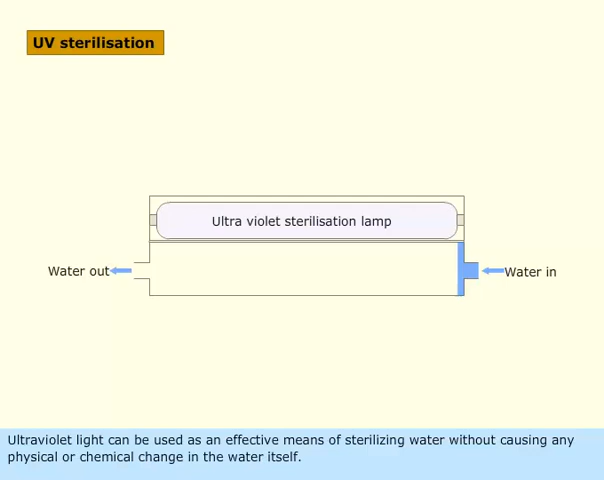 UV sterilisation
Ultra violet sterilisation lamp
Water out
Water in
Ultraviolet light can be used as an effective means of sterilizing water without causing any
physical or chemical change in the water itself.